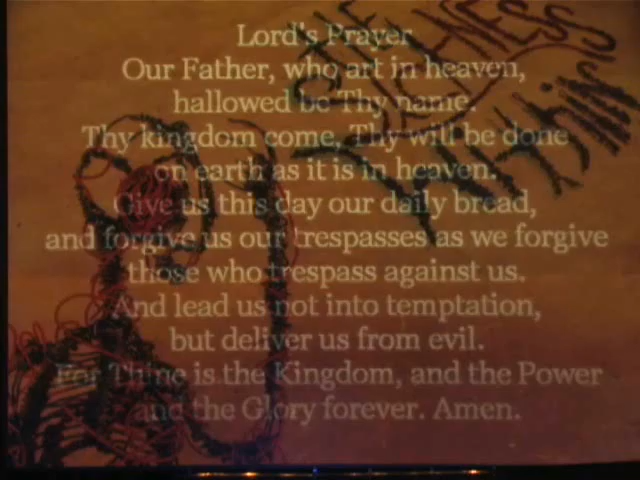 THE
SICKNESS
WITHIN
Lord's Prayer
Our Father, who art in heaven,
hallowed be Thy name.
Thy kingdom come, Thy will be done
on earth as it is in heaven.
Give us this day our daily bread,
and forgive us our trespasses as we forgive
those who trespass against us.
And lead us not into temptation,
but deliver us from evil.
For Thine is the Kingdom, and the Power
and the Glory forever. Amen.